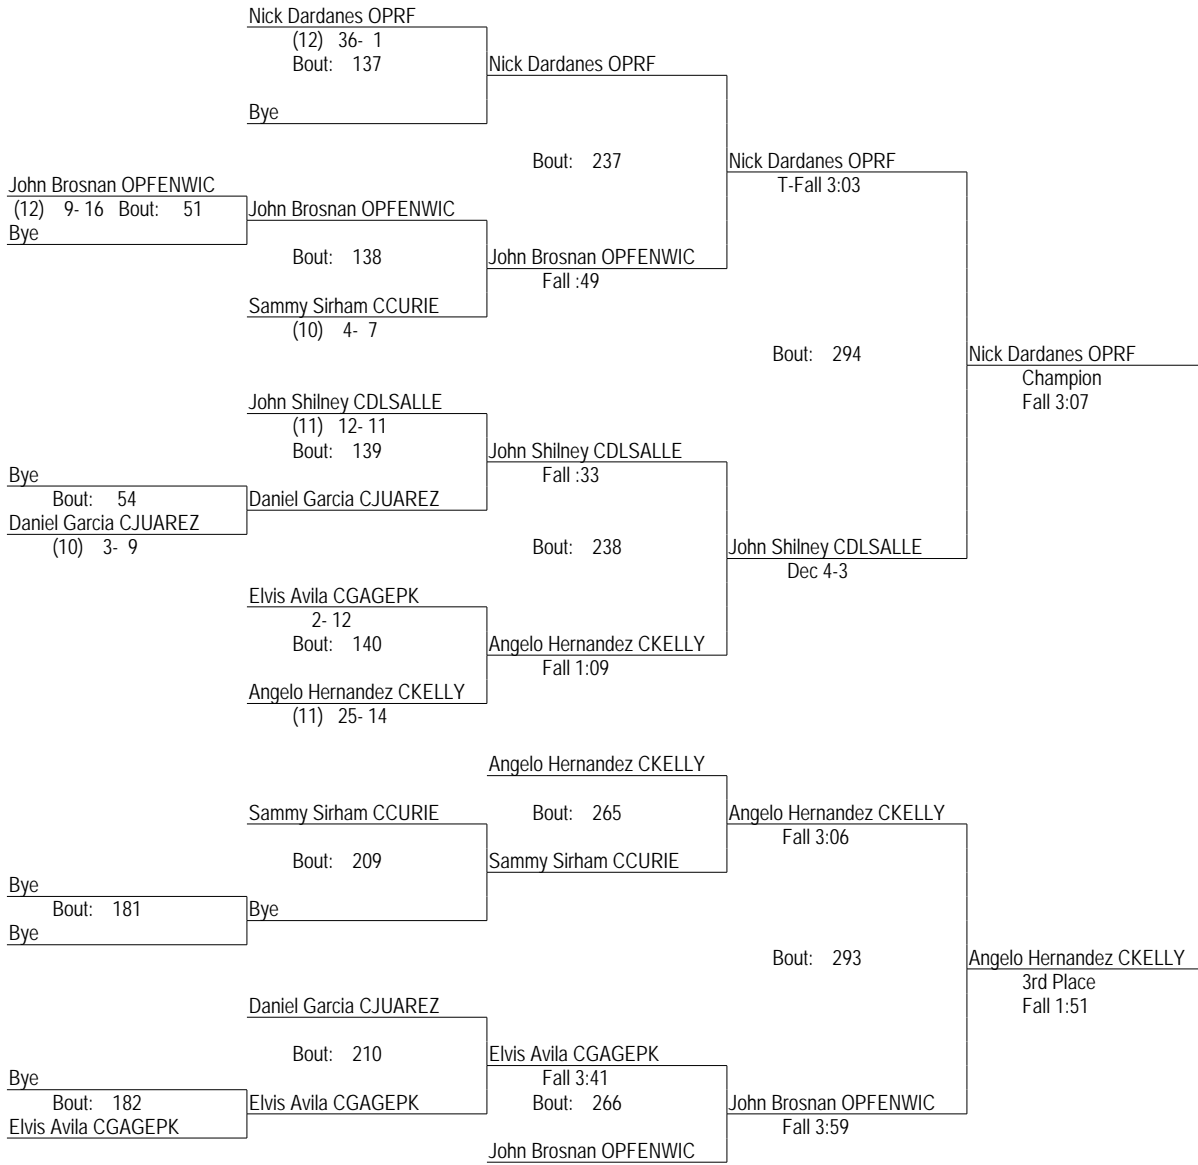 Nick Dardanes OPRF
(12) 36- 1
Bout: 137
Nick Dardanes OPRF
Bye
Bout: 237
Nick Dardanes OPRF
T-Fall 3:03
John Brosnan OPFENWIC
(12) 9- 16 Bout: 51
John Brosnan OPFENWIC
Bye
Bout: 138
John Brosnan OPFENWIC
Fall :49
Sammy Sirham CCURIE
(10) 4- 7
Bout: 294
Nick Dardanes OPRF
Champion
Fall 3:07
John Shilney CDLSALLE
(11) 12- 11
Bout: 139
John Shilney CDLSALLE
Fall :33
Bye
Bout: 54
Daniel Garcia CJUAREZ
Daniel Garcia CJUAREZ
(10) 3- 9
Bout: 238
John Shilney CDLSALLE
Dec 4-3
Elvis Avila CGAGEPK
2- 12
Bout: 140
Angelo Hernandez CKELLY
Fall 1:09
Angelo Hernandez CKELLY
(11) 25- 14
Angelo Hernandez CKELLY
Sammy Sirham CCURIE
Bout: 265
Angelo Hernandez CKELLY
Fall 3:06
Bout: 209
Sammy Sirham CCURIE
Bye
Bout: 181
Bye
Bye
Bout: 293
Angelo Hernandez CKELLY
3rd Place
Fall 1:51
Daniel Garcia CJUAREZ
Bout: 210
Elvis Avila CGAGEPK
Fall 3:41
Bye
Bout: 182
Elvis Avila CGAGEPK
Bout: 266
John Brosnan OPFENWIC
Fall 3:59
Elvis Avila CGAGEPK
John Brosnan OPFENWIC